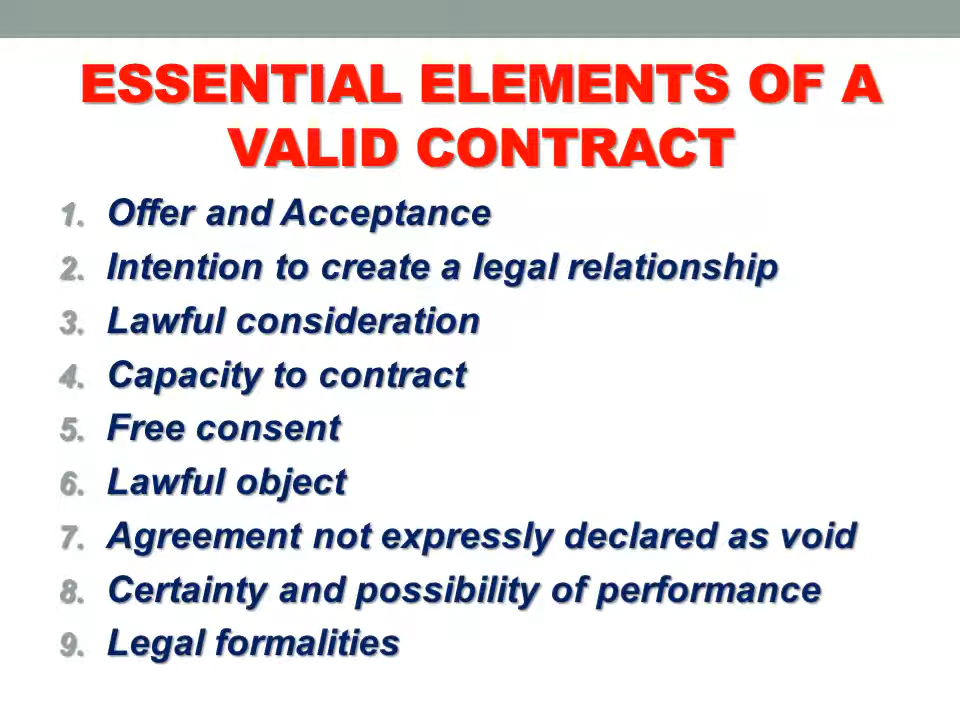 ESSENTIAL ELEMENTS OF A
VALID CONTRACT
1. Offer and Acceptance
2. Intention to create a legal relationship
3. Lawful consideration
4. Capacity to contract
5. Free consent
6. Lawful object
7. Agreement not expressly declared as void
8. Certainty and possibility of performance
9. Legal formalities